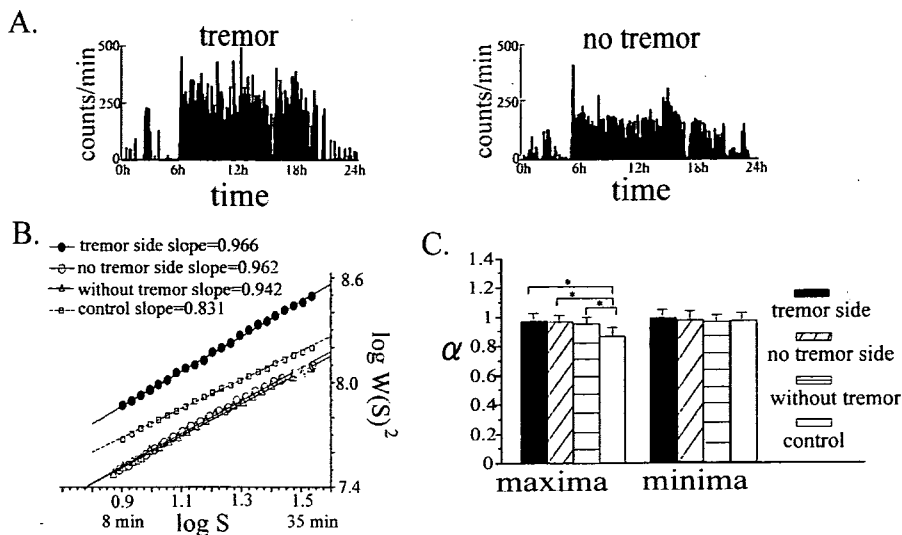 A.
tremor
no tremor
500
250
0
counts/min
0h
6h
12h
18h
24h
time
500
250
0
counts/min
0h
6h
12h
18h
24h
time
B.
tremor side slope=0.966
no tremor side slope=0.962
without tremor slope=0.942
control slope=0.831
8.6
8.0
7.4
log W(S)²
0.9
1.1
1.3
1.5
8 min
log S
35 min
C.
1.4
1.2
1
0.8
0.6
0.4
0.2
0
α
*
*
*
maxima
minima
tremor side
no tremor side
without tremor
control